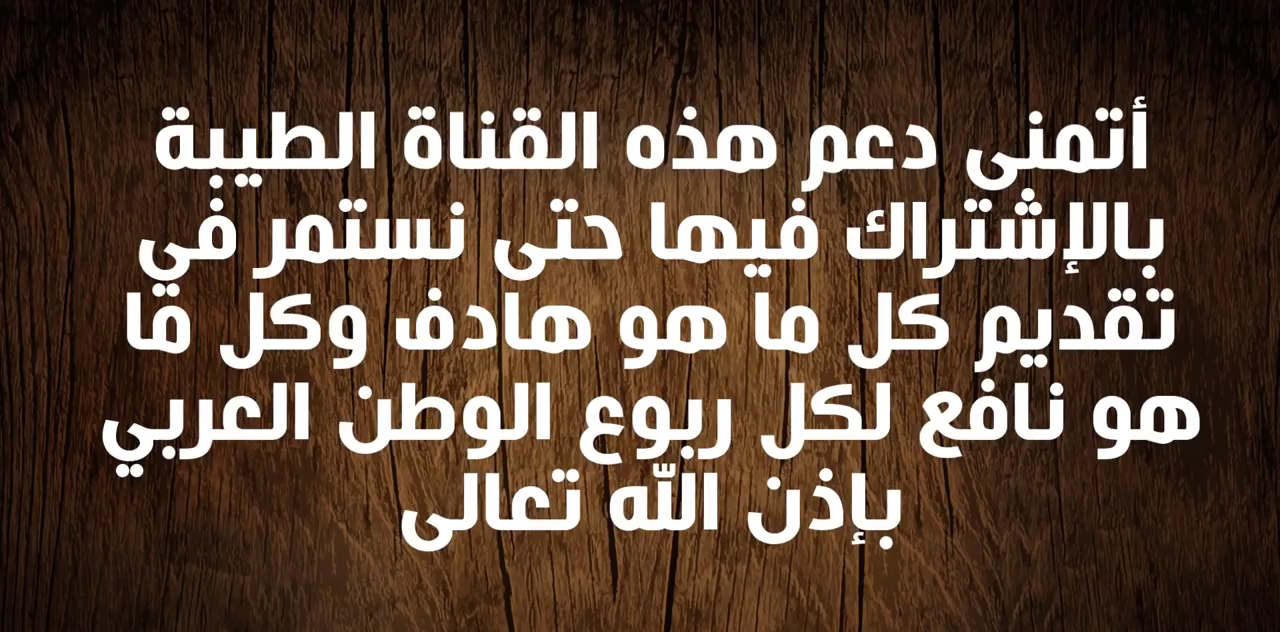 أتمنى دعم هذه القناة الطيبة
بالإشتراك فيها حتى نستمر في
تقديم كل ما هو هادف وكل ما
هو نافع لكل ربوع الوطن العربي
بإذن الله تعالى